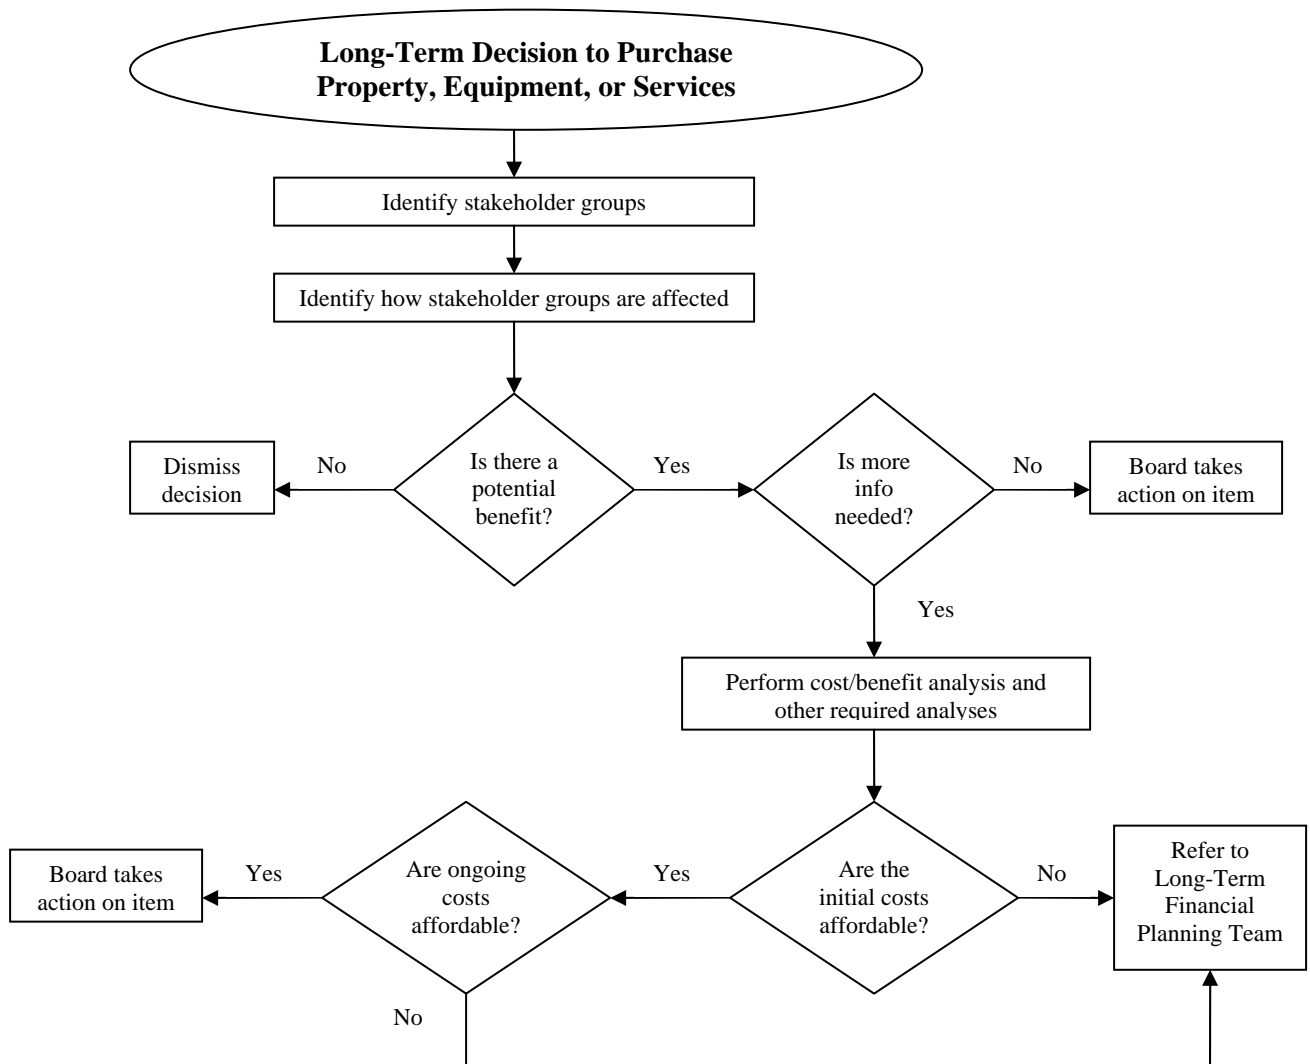 Long-Term Decision to Purchase
Property, Equipment, or Services
Identify stakeholder groups
Identify how stakeholder groups are affected
Dismiss
decision
No
Is there a
potential
benefit?
Yes
Is more
info
needed?
No
Board takes
action on item
Yes
Perform cost/benefit analysis and
other required analyses
Board takes
action on item
Yes
Are ongoing
costs
affordable?
Yes
Are the
initial costs
affordable?
No
Refer to
Long-Term
Financial
Planning Team
No